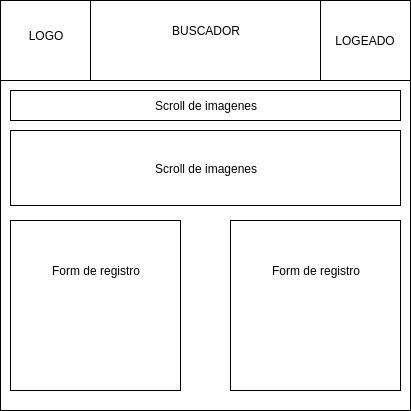 LOGO
BUSCADOR
LOGEADO
Scroll de imagenes
Scroll de imagenes
Form de registro
Form de registro